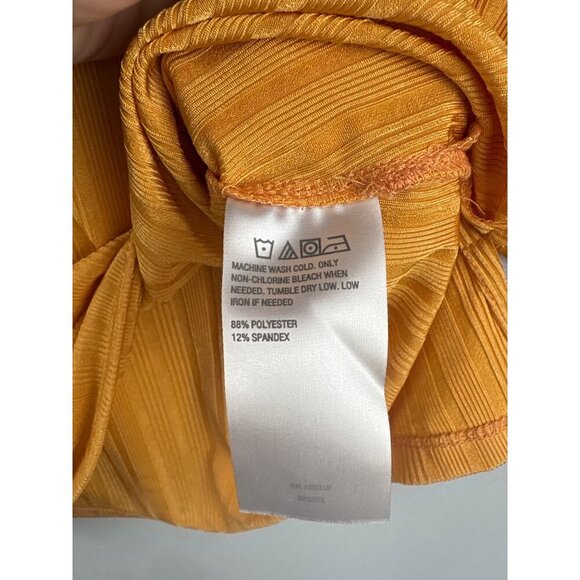 MACHINE WASH COLD. ONLY
NON-CHLORINE BLEACH WHEN
NEEDED. TUMBLE DRY LOW. LOW
IRON IF NEEDED
88% POLYESTER
12% SPANDEX